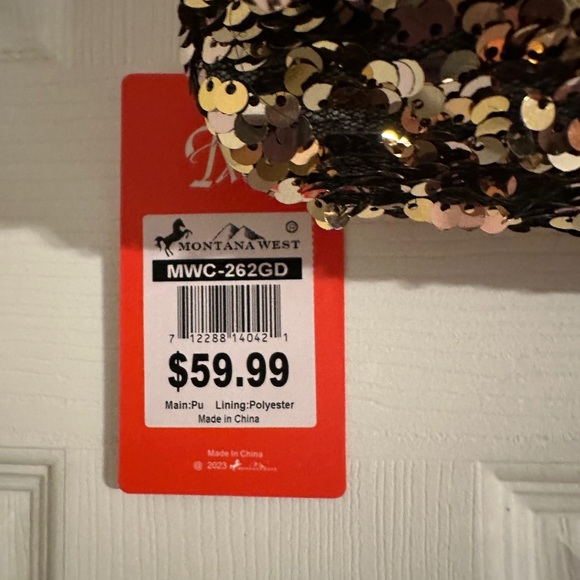 MONTANA WEST ®
MWC-262GD
7 12288 14042 1
$59.99
Main:Pu Lining:Polyester
Made in China
Made In China
@ 2023